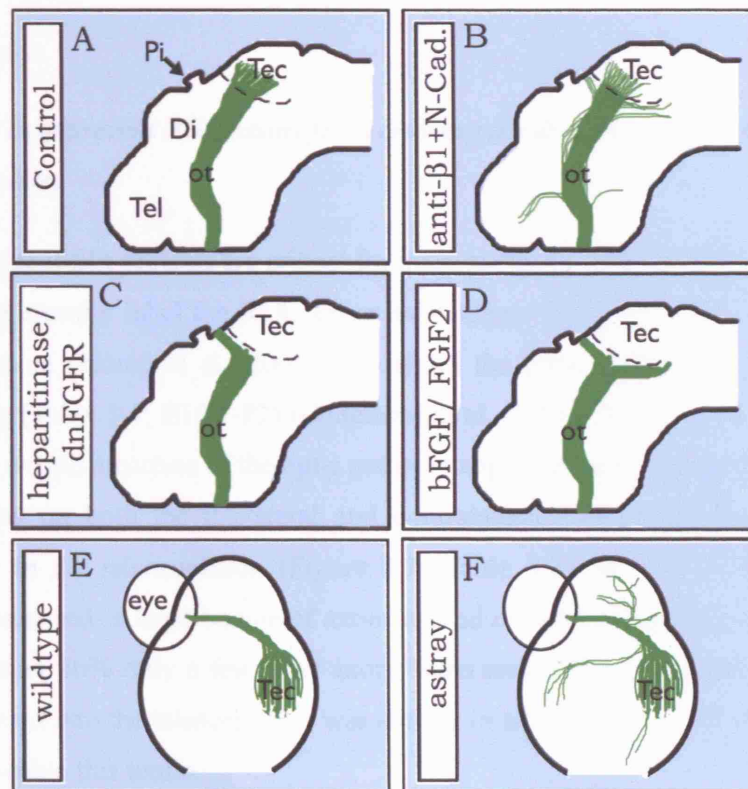 Control
A
Pi
Tec
Di
ot
Tel
anti-β1+N-Cad.
B
Tec
ot
heparitinase/
dnFGFR
C
Tec
ot
bFGF/ FGF2
D
Tec
ot
wildtype
E
eye
Tec
astray
F
Tec